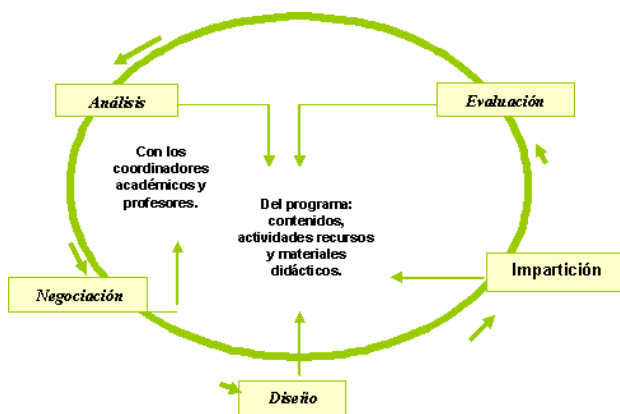 Análisis
Evaluación
Con los
coordinadores
académicos y
profesores.
Del programa:
contenidos,
actividades recursos
y materiales
didácticos.
Impartición
Negociación
Diseño